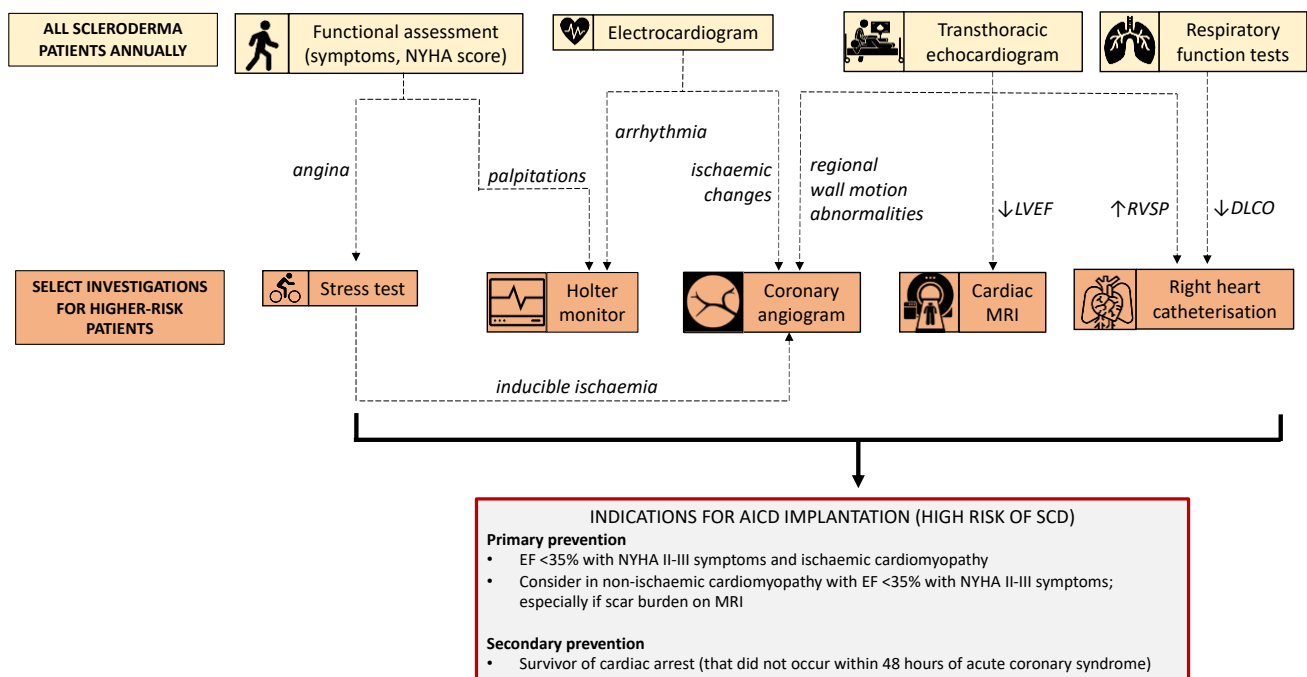 ALL SCLERODERMA
PATIENTS ANNUALLY
Functional assessment
(symptoms, NYHA score)
Electrocardiogram
Transthoracic
echocardiogram
Respiratory
function tests
angina
palpitations
arrhythmia
ischaemic
changes
regional
wall motion
abnormalities
↓LVEF
↑RVSP
↓DLCO
SELECT INVESTIGATIONS
FOR HIGHER-RISK
PATIENTS
Stress test
Holter
monitor
Coronary
angiogram
Cardiac
MRI
Right heart
catheterisation
inducible ischaemia
INDICATIONS FOR AICD IMPLANTATION (HIGH RISK OF SCD)
Primary prevention
• EF <35% with NYHA II-III symptoms and ischaemic cardiomyopathy
• Consider in non-ischaemic cardiomyopathy with EF <35% with NYHA II-III symptoms;
especially if scar burden on MRI
Secondary prevention
• Survivor of cardiac arrest (that did not occur within 48 hours of acute coronary syndrome)